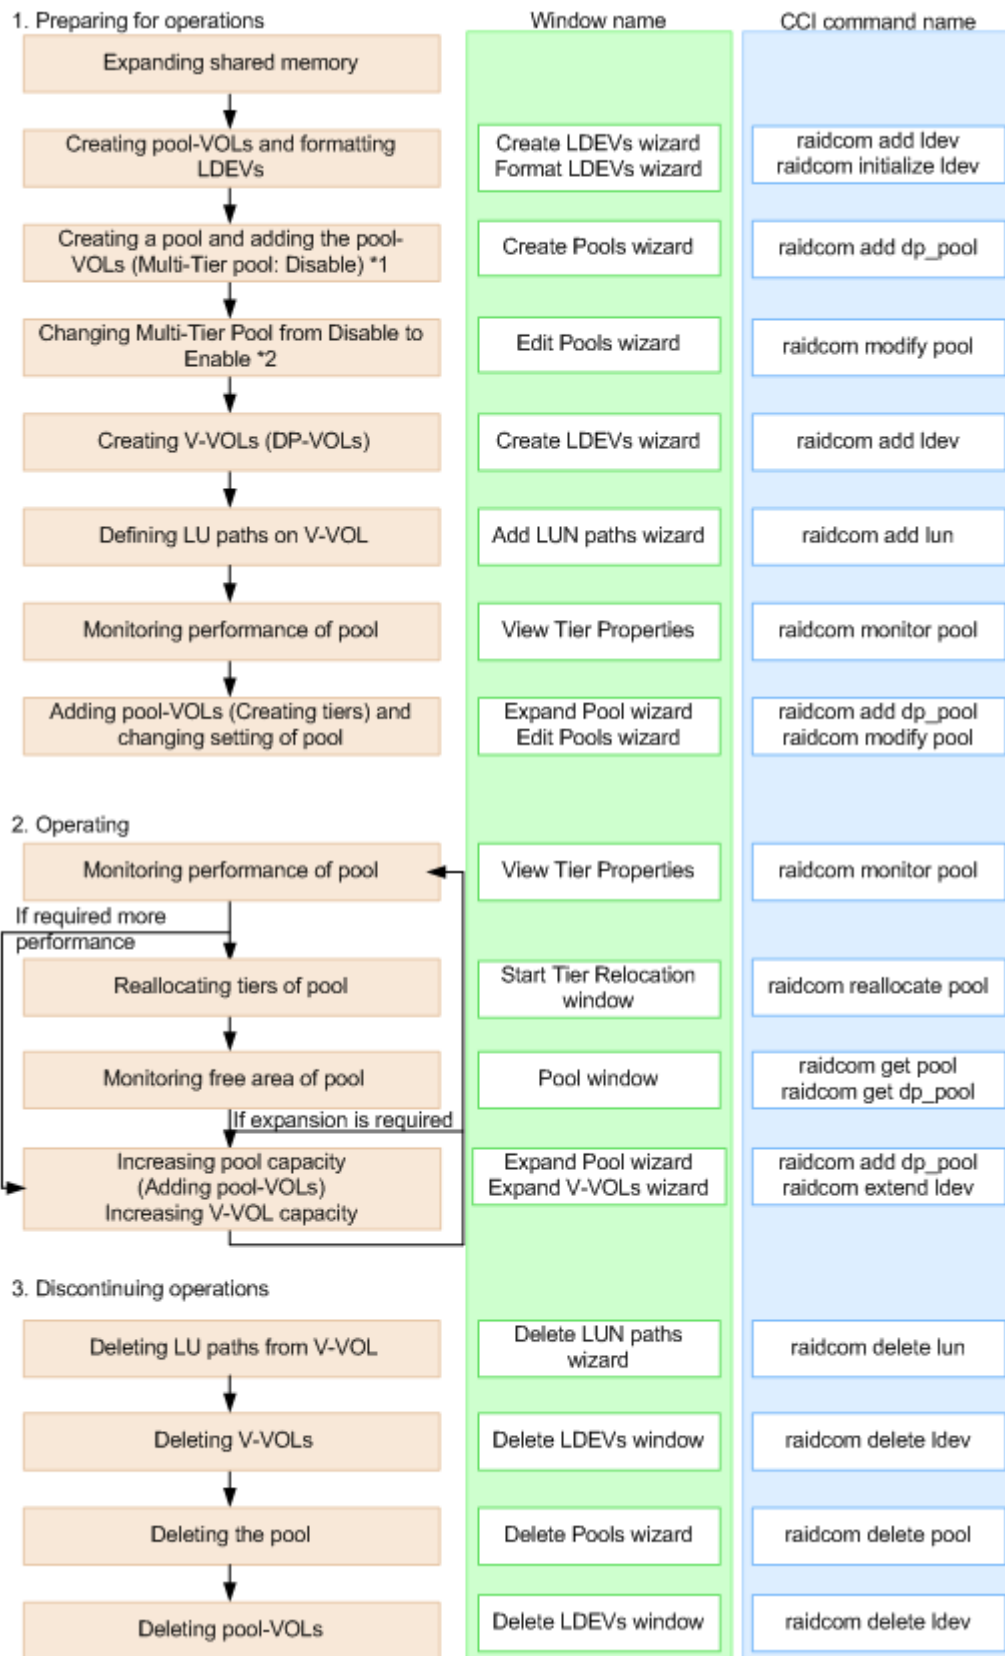 1. Preparing for operations
Window name
CCI command name
Expanding shared memory
Creating pool-VOLs and formatting
LDEVs
Create LDEVs wizard
Format LDEVs wizard
raidcom add ldev
raidcom initialize ldev
Creating a pool and adding the pool-
VOLs (Multi-Tier pool: Disable) *1
Create Pools wizard
raidcom add dp_pool
Changing Multi-Tier Pool from Disable to
Enable *2
Edit Pools wizard
raidcom modify pool
Creating V-VOLs (DP-VOLs)
Create LDEVs wizard
raidcom add ldev
Defining LU paths on V-VOL
Add LUN paths wizard
raidcom add lun
Monitoring performance of pool
View Tier Properties
raidcom monitor pool
Adding pool-VOLs (Creating tiers) and
changing setting of pool
Expand Pool wizard
Edit Pools wizard
raidcom add dp_pool
raidcom modify pool
2. Operating
Monitoring performance of pool
View Tier Properties
raidcom monitor pool
If required more
performance
Reallocating tiers of pool
Start Tier Relocation
window
raidcom reallocate pool
Monitoring free area of pool
Pool window
raidcom get pool
raidcom get dp_pool
If expansion is required
Increasing pool capacity
(Adding pool-VOLs)
Increasing V-VOL capacity
Expand Pool wizard
Expand V-VOLs wizard
raidcom add dp_pool
raidcom extend ldev
3. Discontinuing operations
Deleting LU paths from V-VOL
Delete LUN paths
wizard
raidcom delete lun
Deleting V-VOLs
Delete LDEVs window
raidcom delete ldev
Deleting the pool
Delete Pools wizard
raidcom delete pool
Deleting pool-VOLs
Delete LDEVs window
raidcom delete ldev